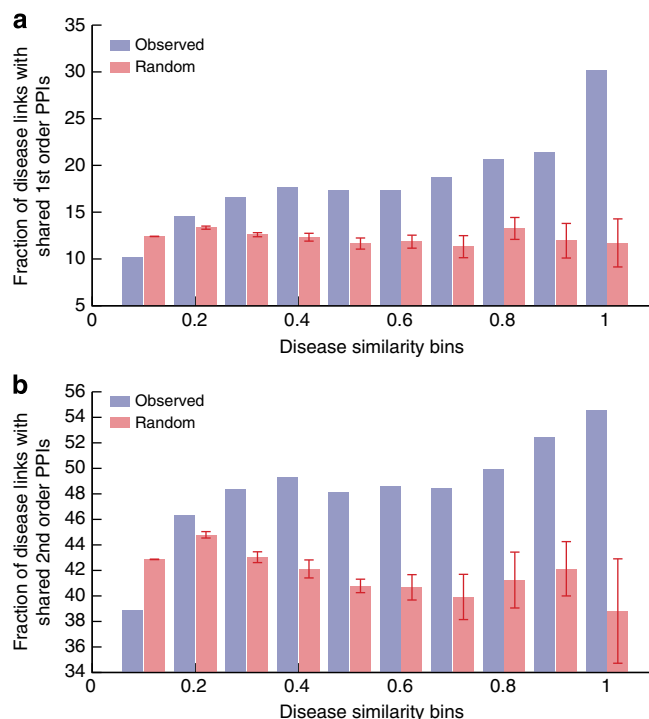 a
Observed
Random
Fraction of disease links with
shared 1st order PPIs
35
30
25
20
15
10
5
0
0.2
0.4
0.6
0.8
1
Disease similarity bins
b
Observed
Random
Fraction of disease links with
shared 2nd order PPIs
56
54
52
50
48
46
44
42
40
38
36
34
0
0.2
0.4
0.6
0.8
1
Disease similarity bins